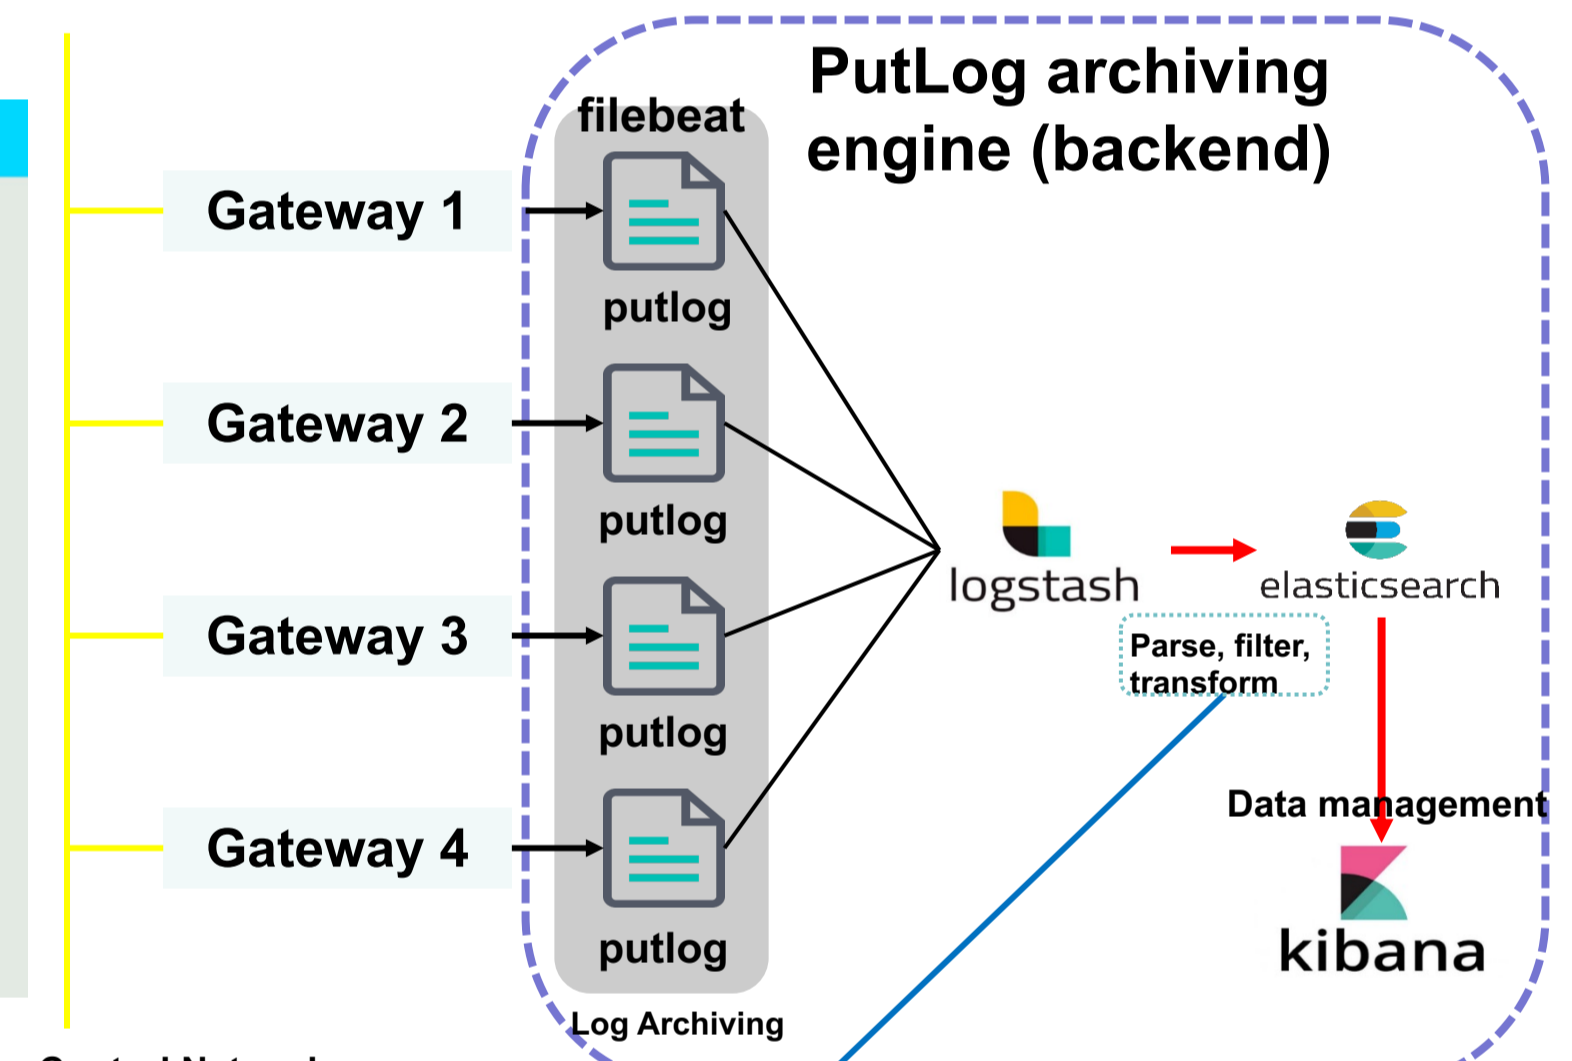 PutLog archiving
engine (backend)
filebeat
Gateway 1
putlog
Gateway 2
putlog
Gateway 3
putlog
Gateway 4
putlog
Log Archiving
logstash
elasticsearch
Parse, filter,
transform
Data management
kibana